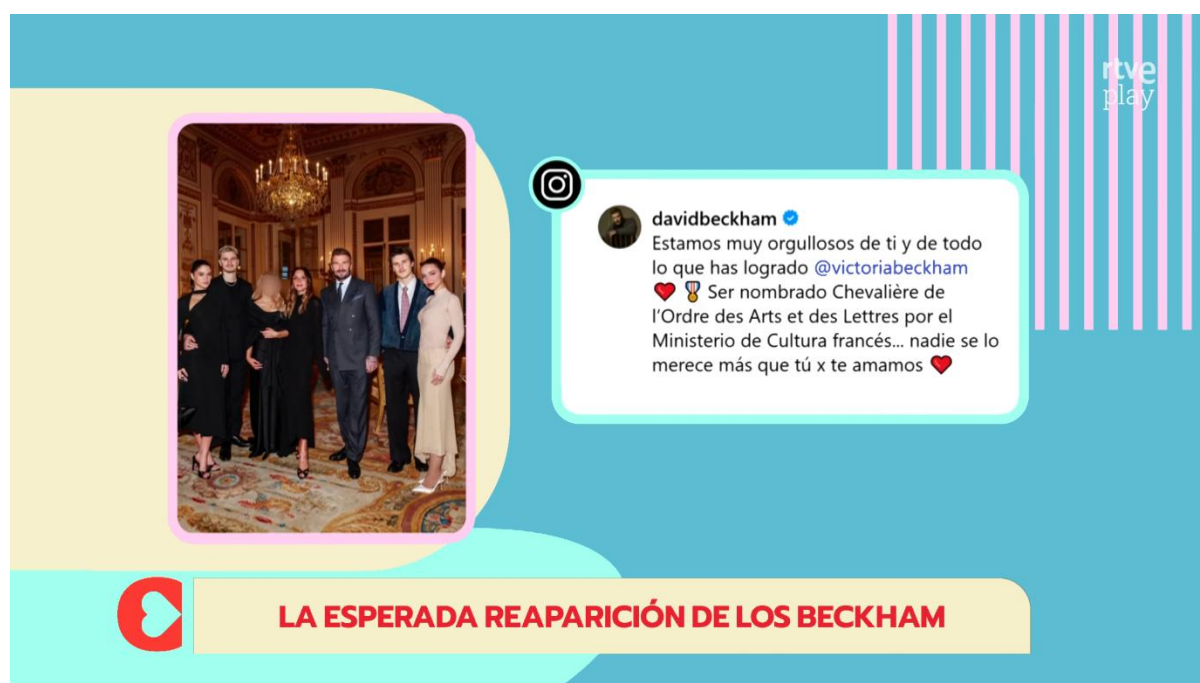 rtve
play
davidbeckham
Estamos muy orgullosos de ti y de todo
lo que has logrado @victoriabeckham
❤️ 🎖️ Ser nombrado Chevalière de
l’Ordre des Arts et des Lettres por el
Ministerio de Cultura francés... nadie se lo
merece más que tú x te amamos ❤️
LA ESPERADA REAPARICIÓN DE LOS BECKHAM